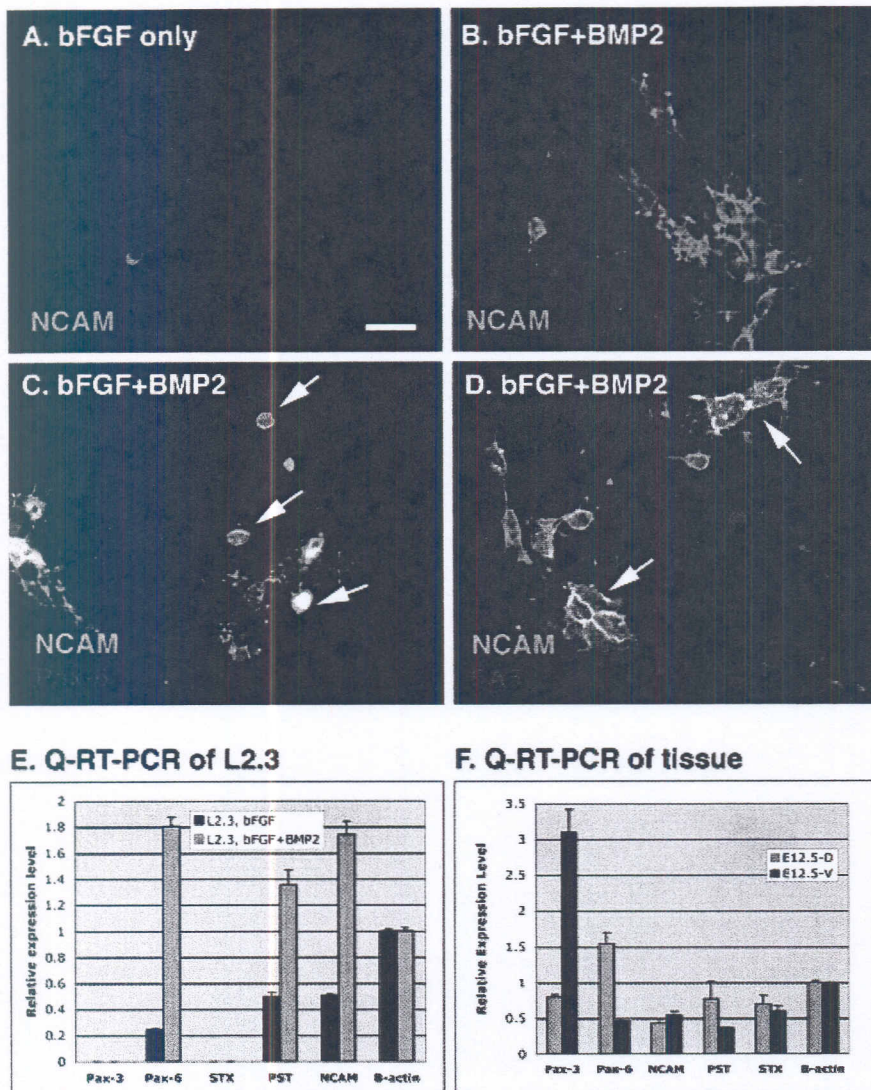 A. bFGF only
B. bFGF+BMP2
NCAM
NCAM
C. bFGF+BMP2
D. bFGF+BMP2
NCAM
NCAM
E. Q-RT-PCR of L2.3
Relative expression level
2
1.8
1.6
1.4
1.2
1
0.8
0.6
0.4
0.2
0
L2.3, bFGF
L2.3, bFGF+BMP2
Pax-3 Pax-6 STX PST NCAM B-actin
F. Q-RT-PCR of tissue
Relative Expression Level
3.5
3
2.5
2
1.5
1
0.5
0
E12.5-D
E12.5-V
Pax-3 Pax-6 NCAM PST STX B-actin